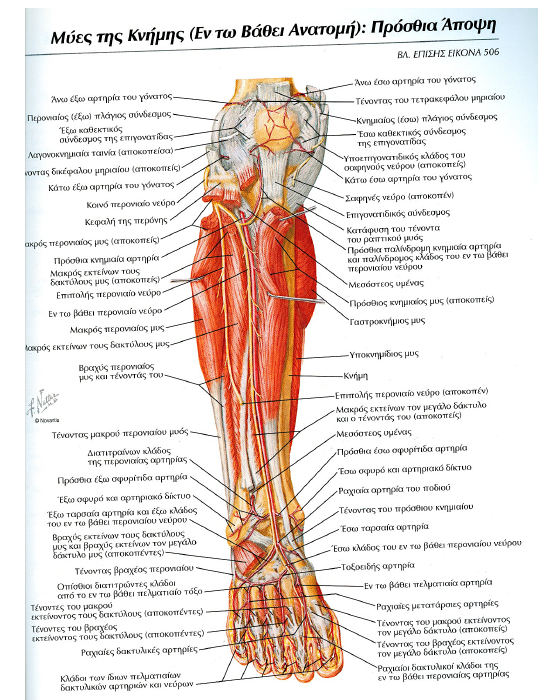 Μύες της Κνήμης (Εν τω Βάθει Ανατομή): Πρόσθια Άποψη
ΒΛ. ΕΠΙΣΗΣ ΕΙΚΟΝΑ 506
Άνω έξω αρτηρία του γόνατος
Περονιαίος (έξω) πλάγιος σύνδεσμος
Έξω καθεκτικός
σύνδεσμος της επιγονατίδας
Λαγονοκνημιαία ταινία (αποκοπείσα)
νοντας δικέφαλου μηριαίου (αποκοπείς)
Κάτω έξω αρτηρία του γόνατος
Κοινό περονιαίο νεύρο
Κεφαλή της περόνης
ακρός περονιαίος μυς (αποκοπείς)
Πρόσθια κνημιαία αρτηρία
Μακρός εκτείνων τους
δακτύλους μυς (αποκοπείς)
Επιπολής περονιαίο νεύρο
Εν τω βάθει περονιαίο νεύρο
Μακρός περονιαίος μυς
Μακρός εκτείνων τους δακτύλους μυς
Βραχύς περονιαίος
μυς και τένοντάς του
© Novartis
Τένοντας μακρού περονιαίου μυός
Διατιτραίνων κλάδος
της περονιαίας αρτηρίας
Πρόσθια έξω σφυρίτιδα αρτηρία
Έξω σφυρό και αρτηριακό δίκτυο
Έξω ταρσαία αρτηρία και έξω κλάδος
του εν τω βάθει περονιαίου νεύρου
Βραχύς εκτείνων τους δακτύλους
μυς και βραχύς εκτείνων τον μεγάλο
δάκτυλο μυς (αποκοπέντες)
Τένοντας βραχέος περονιαίου
Οπίσθιοι διατιτρώντες κλάδοι
από το εν τω βάθει πελματιαίο τόξο
Τένοντες του μακρού
εκτείνοντος τους δακτύλους (αποκοπέντες)
Τένοντες του βραχέος
εκτείνοντος τους δακτύλους (αποκοπέντες)
Ραχιαίες δακτυλικές αρτηρίες
Κλάδοι των ίδιων πελματιαίων
δακτυλικών αρτηριών και νεύρων
Άνω έσω αρτηρία του γόνατος
Τένοντας του τετρακεφάλου μηριαίου
Κνημιαίος (έσω) πλάγιος σύνδεσμος
Έσω καθεκτικός σύνδεσμος
της επιγονατίδας
Υποεπιγονατιδικός κλάδος του
σαφηνούς νεύρου (αποκοπείς)
Κάτω έσω αρτηρία του γόνατος
Σαφηνές νεύρο (αποκοπέν)
Επιγονατιδικός σύνδεσμος
Κατάφυση του τένοντα
του ραπτικού μυός
Πρόσθια παλίνδρομη κνημιαία αρτηρία
και παλίνδρομος κλάδος του εν τω βάθει
περονιαίου νεύρου
Μεσόστεος υμένας
Πρόσθιος κνημιαίος μυς (αποκοπείς)
Γαστροκνήμιος μυς
Υποκνημίδιος μυς
Κνήμη
Επιπολής περονιαίο νεύρο (αποκοπέν)
Μακρός εκτείνων τον μεγάλο δάκτυλο
και ο τένοντάς του (αποκοπείς)
Μεσόστεος υμένας
Πρόσθια έσω σφυρίτιδα αρτηρία
Έσω σφυρό και αρτηριακό δίκτυο
Ραχιαία αρτηρία του ποδιού
Τένοντας του πρόσθιου κνημιαίου
Έσω ταρσαία αρτηρία
Έσω κλάδος του εν τω βάθει περονιαίου νεύρου
Τοξοειδής αρτηρία
Εν τω βάθει πελματιαία αρτηρία
Ραχιαίες μετατάρσιες αρτηρίες
Τένοντας του μακρού εκτείνοντος
τον μεγάλο δάκτυλο (αποκοπείς)
Τένοντας του βραχέος εκτείνοντος
τον μεγάλο δάκτυλο (αποκοπείς)
Ραχιαίοι δακτυλικοί κλάδοι της
εν τω βάθει πελματιαίας αρτηρίας